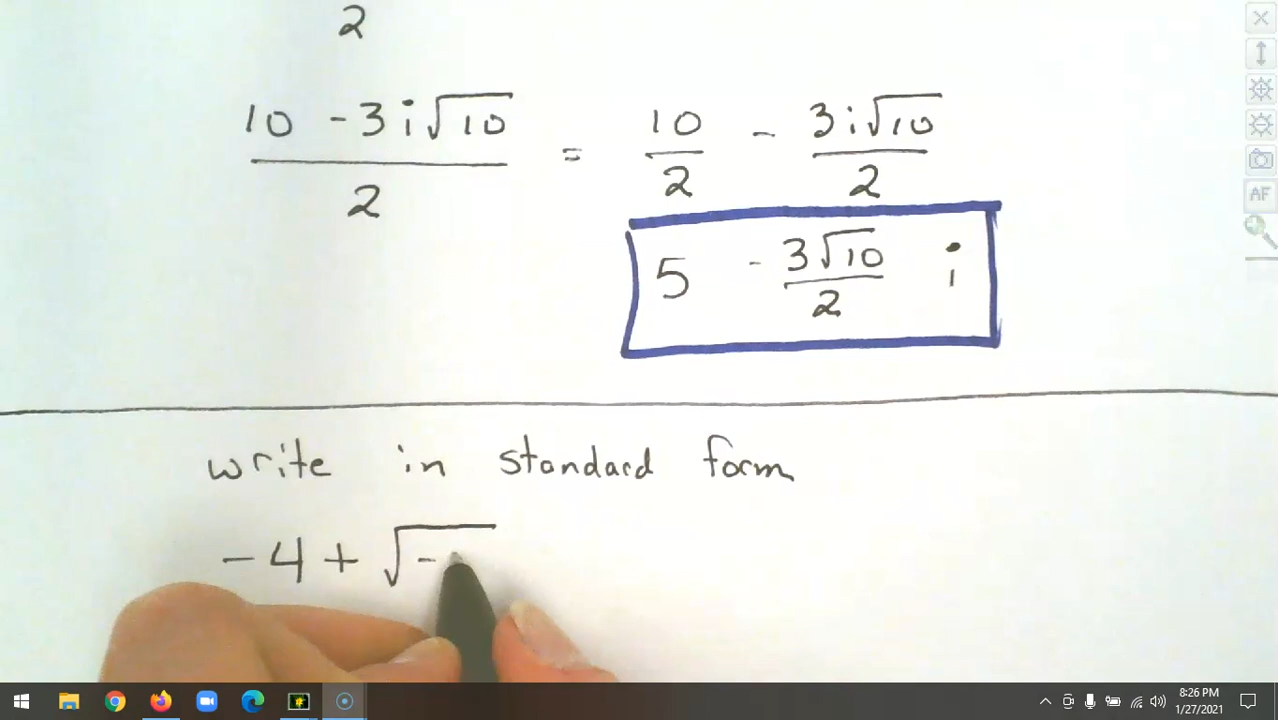 2
10 - 3i√10 / 2 = 10/2 - 3i√10 / 2
5 - 3√10 / 2 i
write in standard form
-4 + √-
AF
8:26 PM
1/27/2021